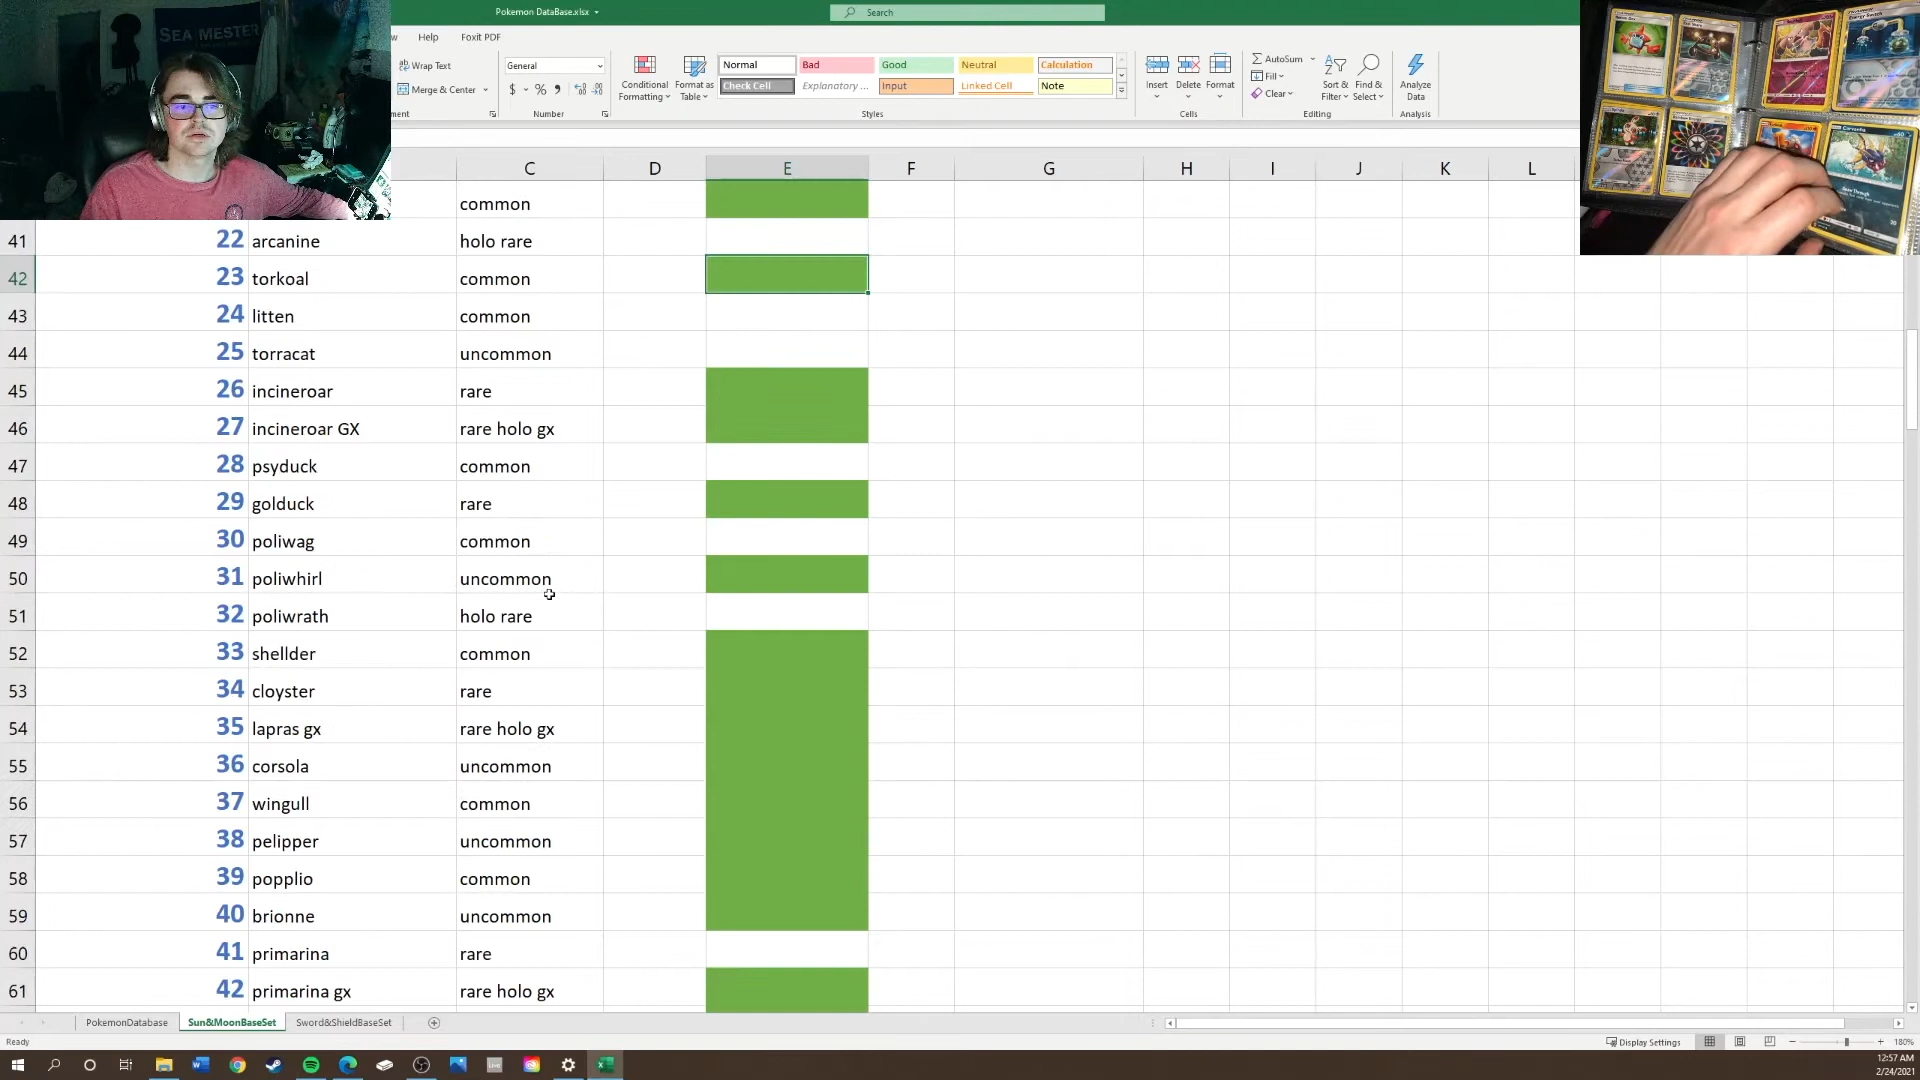 Pokemon DataBase.xlsx
Search
SEA MESTER
Help Foxit PDF
Wrap Text
Merge & Center
General
$ % ,
Number
Conditional Formatting
Format as Table
Normal Bad Good Neutral Calculation
Check Cell Explanatory ... Input Linked Cell Note
Styles
Insert Delete Format
Cells
AutoSum
Fill
Clear
Sort & Filter
Find & Select
Editing
Analyze Data
Analysis
Energy Switch
Carvanha
C D E F G H I J K L
common
41 22 arcanine holo rare
42 23 torkoal common
43 24 litten common
44 25 torracat uncommon
45 26 incineroar rare
46 27 incineroar GX rare holo gx
47 28 psyduck common
48 29 golduck rare
49 30 poliwag common
50 31 poliwhirl uncommon
51 32 poliwrath holo rare
52 33 shellder common
53 34 cloyster rare
54 35 lapras gx rare holo gx
55 36 corsola uncommon
56 37 wingull common
57 38 pelipper uncommon
58 39 popplio common
59 40 brionne uncommon
60 41 primarina rare
61 42 primarina gx rare holo gx
PokemonDatabase Sun&MoonBaseSet Sword&ShieldBaseSet
Ready
Display Settings
180%
12:57 AM
2/24/2021